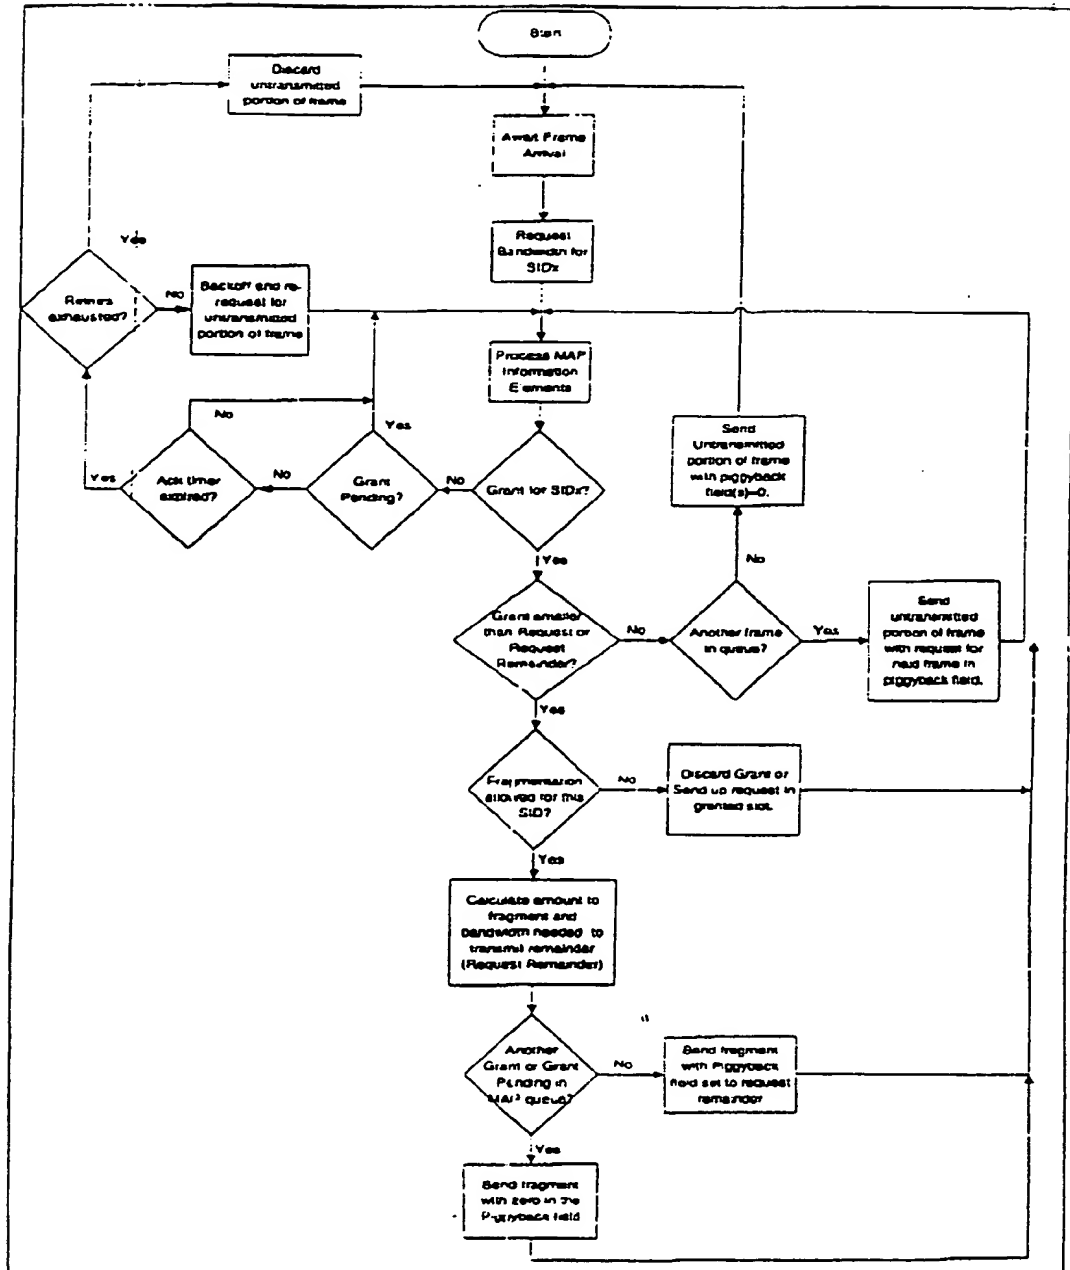 Start
Discard
untransmitted
portion of frame
Await Frame
Arrival
Request
Bandwidth for
SIDx
Yes
Retries
exhausted?
No
Backoff and re-
request for
untransmitted
portion of frame
Process MAP
Information
Elements
No
Yes
Yes
Ack timer
expired?
No
Grant
Pending?
No
Grant for SIDx?
Send
Untransmitted
portion of frame
with piggyback
field(s)=0.
Yes
No
Grant smaller
than Request or
Request
Remainder?
No
Another frame
in queue?
Yes
Send
untransmitted
portion of frame
with request for
next frame in
piggyback field.
Yes
Fragmentation
allowed for this
SID?
No
Discard Grant or
Send up request in
granted slot.
Yes
Calculate amount to
fragment and
bandwidth needed to
transmit remainder
(Request Remainder)
Another
Grant or Grant
Pending in
MAP queue?
No
Send fragment
with Piggyback
field set to request
remainder
Yes
Send fragment
with zero in the
Piggyback field